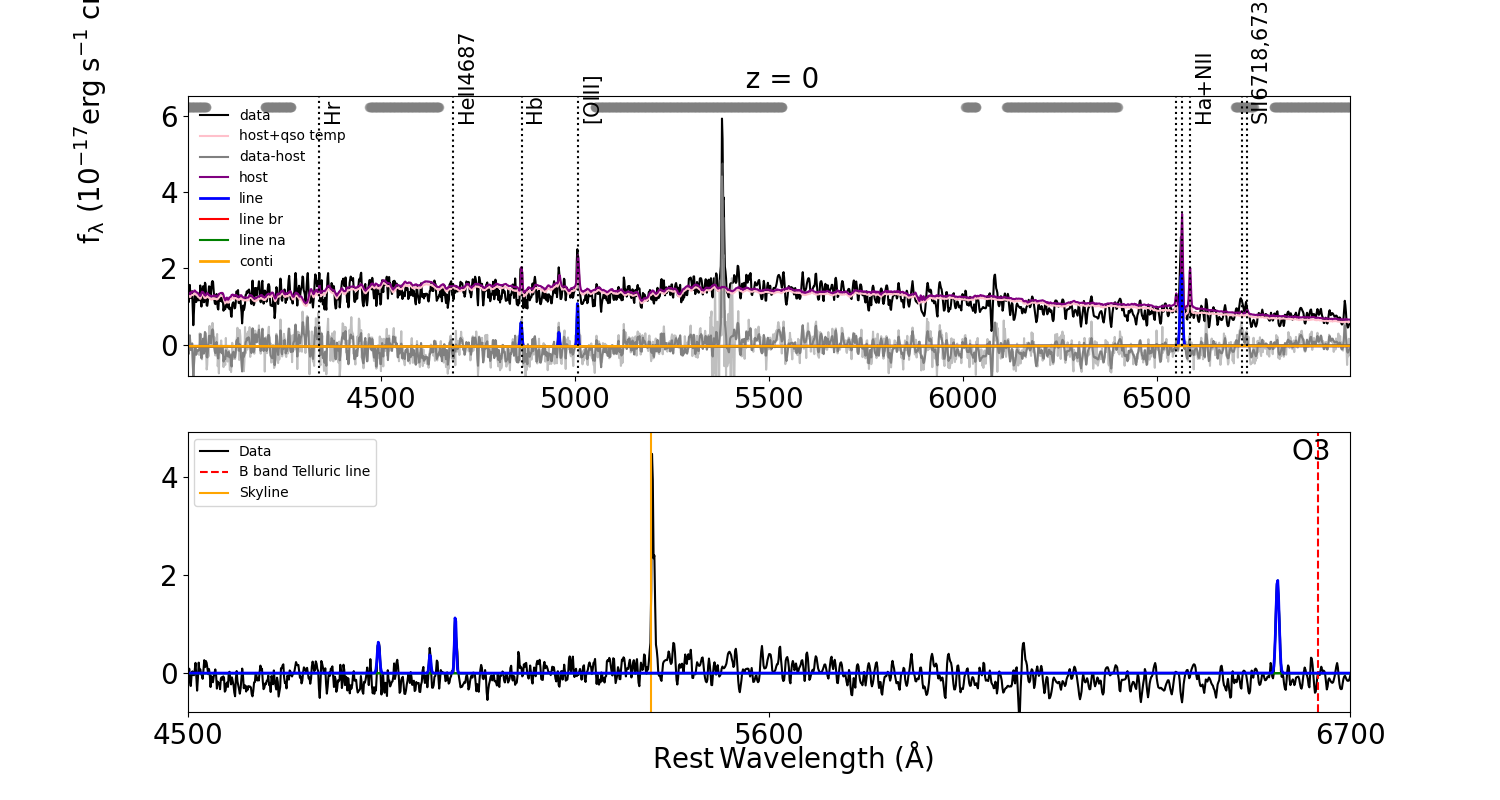 z = 0
f_λ (10^−17 erg s^−1 c
Hr
HeII4687
Hb
[OIII]
Ha+NII
SII6718,673
6
4
2
0
data
host+qso temp
data-host
host
line
line br
line na
conti
4500
5000
5500
6000
6500
4
2
0
Data
B band Telluric line
Skyline
O3
4500
5600
6700
Rest Wavelength (Å)